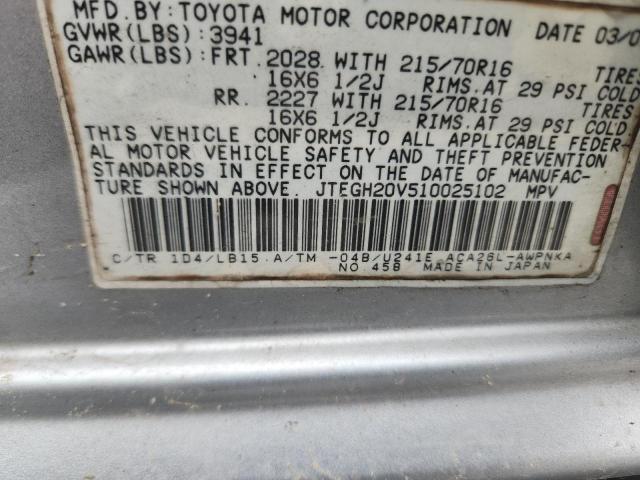 MFD.BY:TOYOTA MOTOR CORPORATION DATE 03/0
GVWR(LBS):3941
GAWR(LBS):FRT. 2028 WITH 215/70R16 TIRES
16X6 1/2J RIMS.AT 29 PSI COLD
RR. 2227 WITH 215/70R16 TIRES
16X6 1/2J RIMS.AT 29 PSI COLD
THIS VEHICLE CONFORMS TO ALL APPLICABLE FEDER-
AL MOTOR VEHICLE SAFETY AND THEFT PREVENTION
STANDARDS IN EFFECT ON THE DATE OF MANUFAC-
TURE SHOWN ABOVE. JTEGH20V510025102 MPV
C/TR 1D4/LB15 A/TM -04B/U241E ACA26L-AWPNKA
NO.458 MADE IN JAPAN